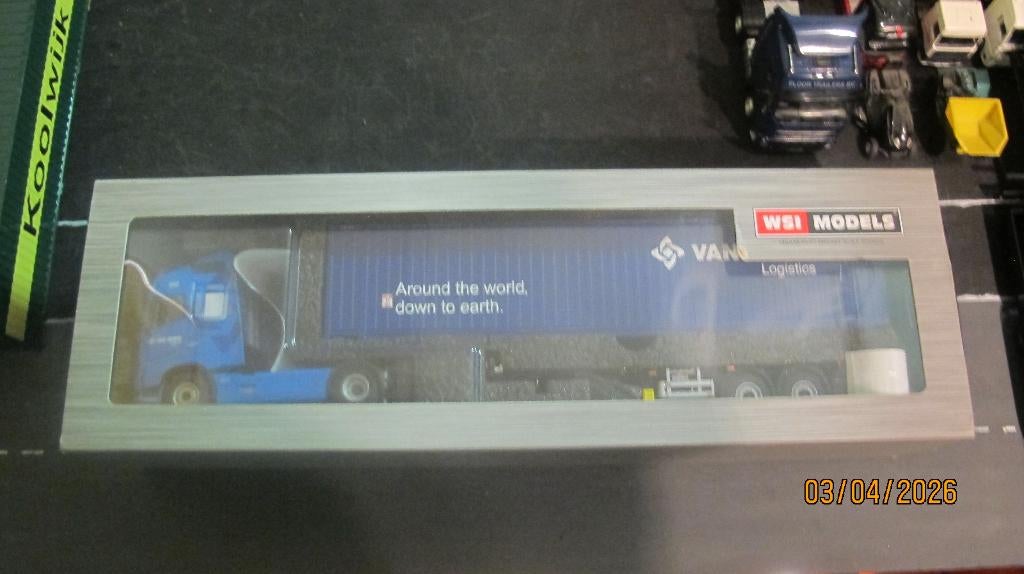 Koolwijk
WSI MODELS
VAN
Logistics
Around the world,
down to earth.
03/04/2026